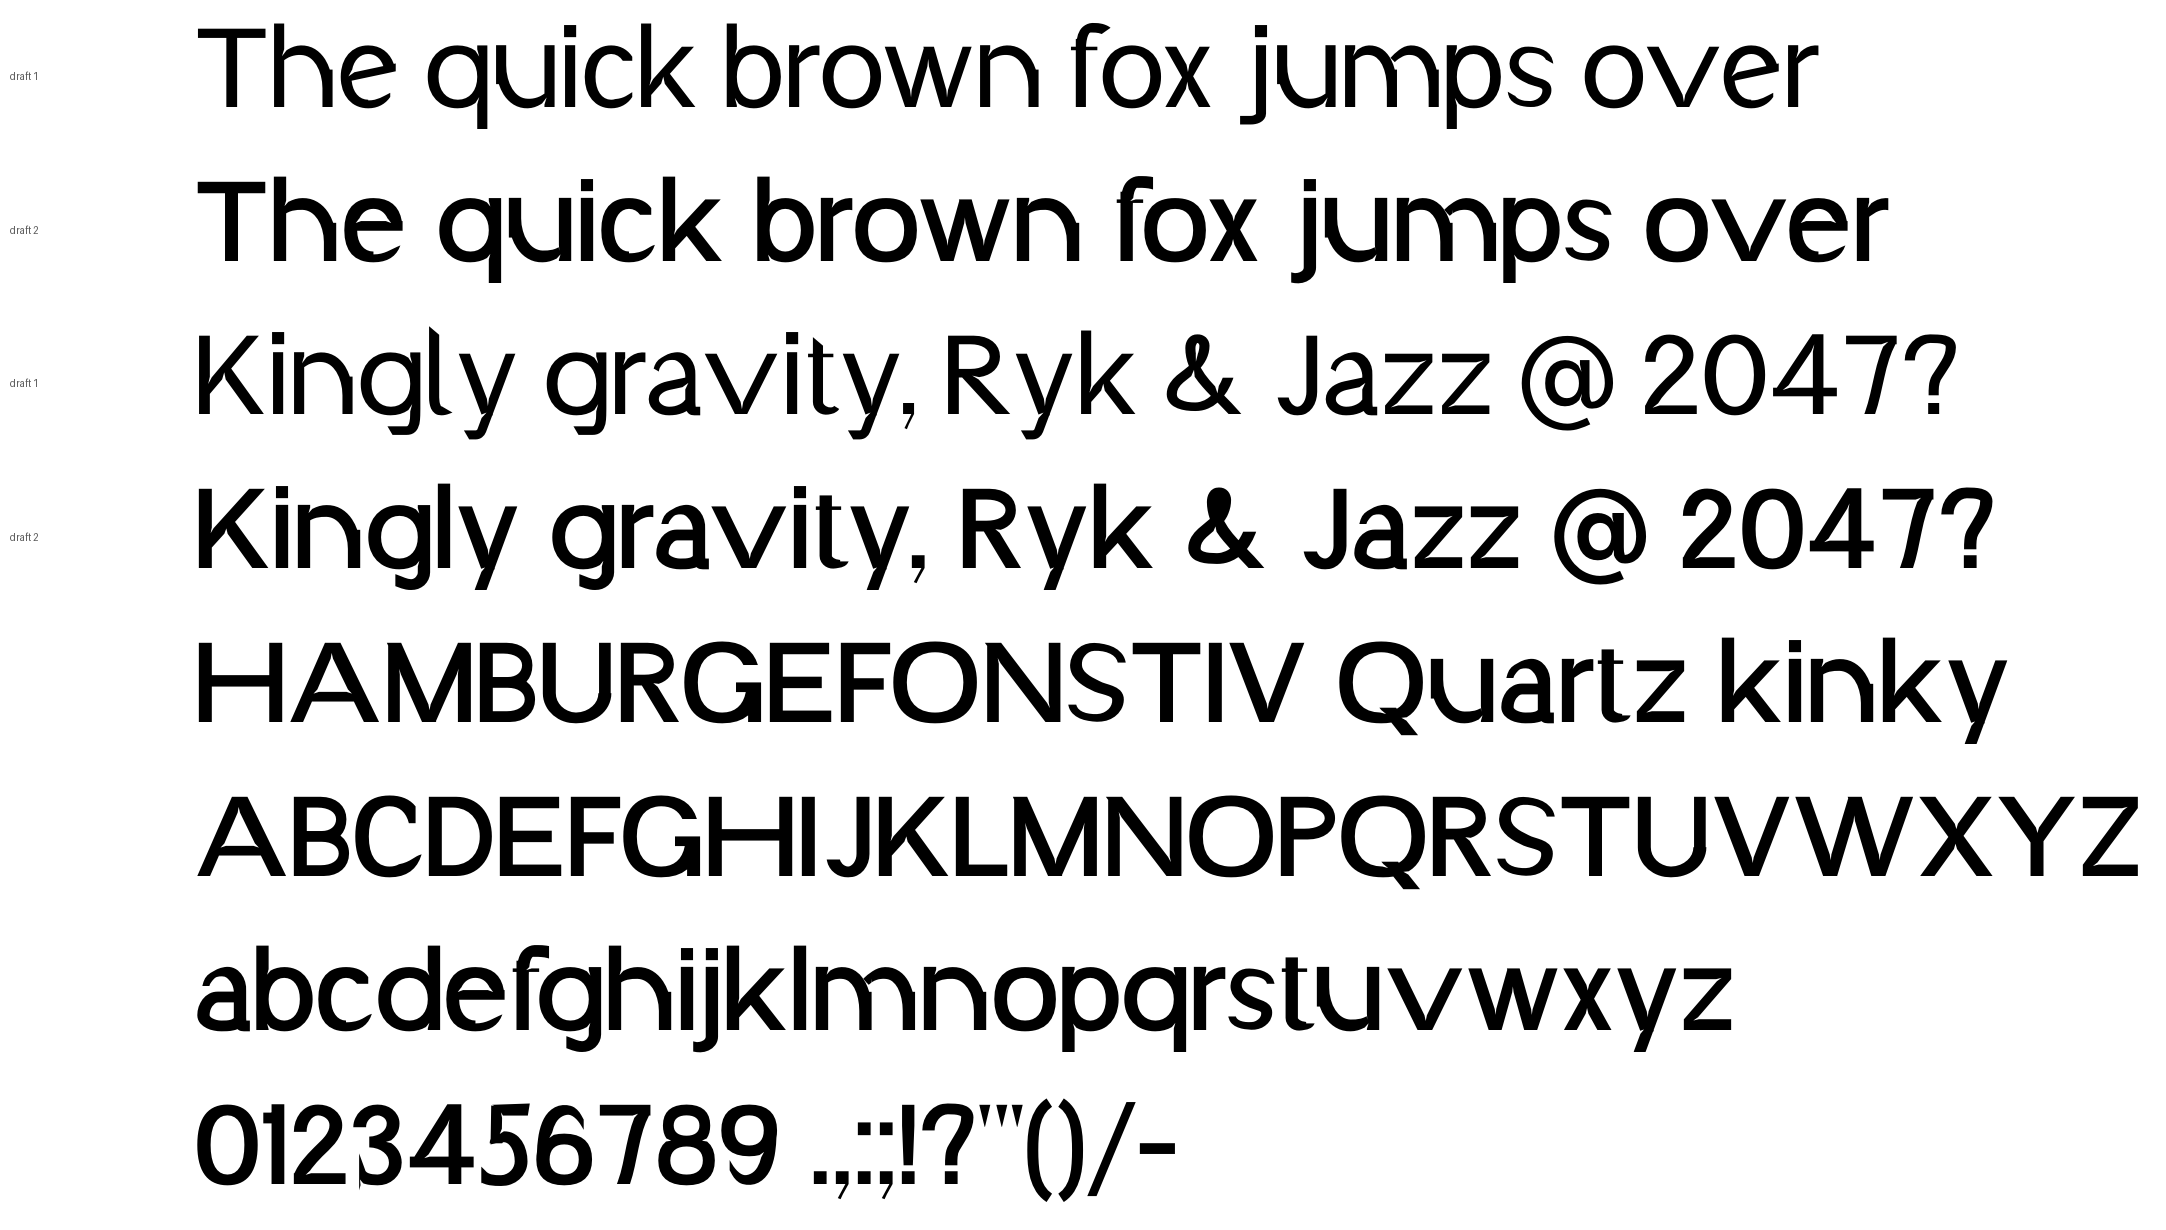 draft 1 The quick brown fox jumps over
draft 2 The quick brown fox jumps over
draft 1 Kingly gravity, Ryk & Jazz @ 2047?
draft 2 Kingly gravity, Ryk & Jazz @ 2047?
HAMBURGEFONSTIV Quartz kinky
ABCDEFGHIJKLMNOPQRSTUVWXYZ
abcdefghijklmnopqrstuvwxyz
0123456789 .,:;!?'"()/-